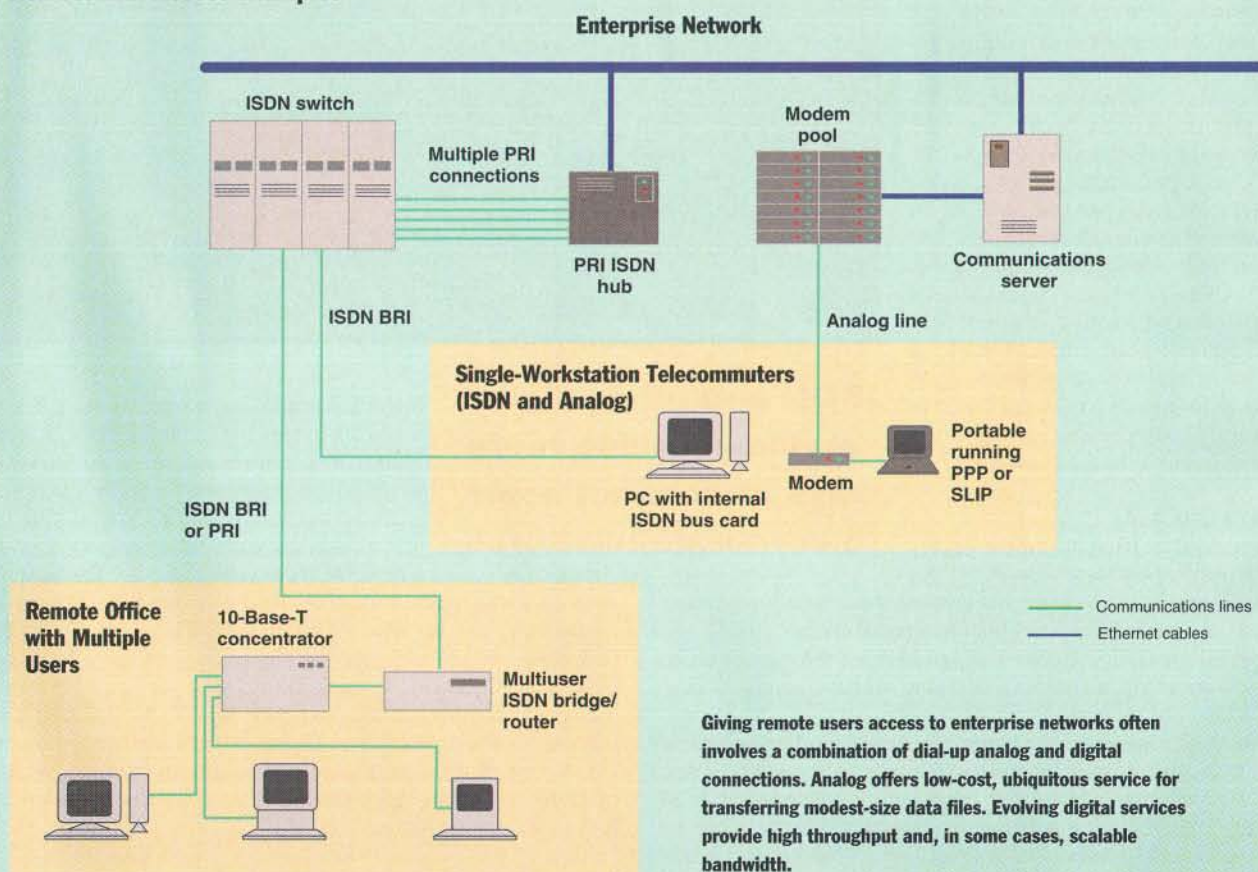 Enterprise Network
ISDN switch
Multiple PRI
connections
PRI ISDN
hub
Modem
pool
Communications
server
ISDN BRI
Analog line
Single-Workstation Telecommuters
(ISDN and Analog)
PC with internal
ISDN bus card
Modem
Portable
running
PPP or
SLIP
ISDN BRI
or PRI
Remote Office
with Multiple
Users
10-Base-T
concentrator
Multiuser
ISDN bridge/
router
Communications lines
Ethernet cables
Giving remote users access to enterprise networks often
involves a combination of dial-up analog and digital
connections. Analog offers low-cost, ubiquitous service for
transferring modest-size data files. Evolving digital services
provide high throughput and, in some cases, scalable
bandwidth.